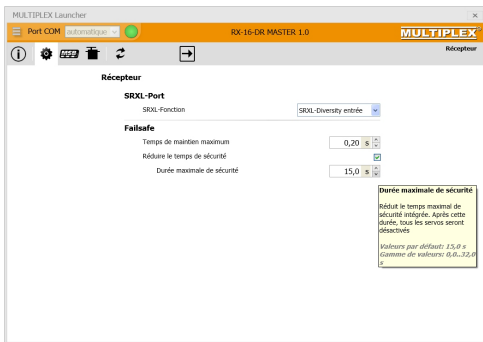 MULTIPLEX Launcher
Port COM automatique RX-16-DR MASTER 1.0 MULTIPLEX
Récepteur
Récepteur
SRXL-Port
SRXL-Fonction SRXL-Diversity entrée
Failsafe
Temps de maintien maximum 0,20 s
Réduire le temps de sécurité
Durée maximale de sécurité 15,0 s
Durée maximale de sécurité
Réduit le temps maximal de
sécurité intégrée. Après cette
durée, tous les servos seront
désactivés
Valeurs par défaut: 15,0 s
Gamme de valeurs: 0,0..32,0
s